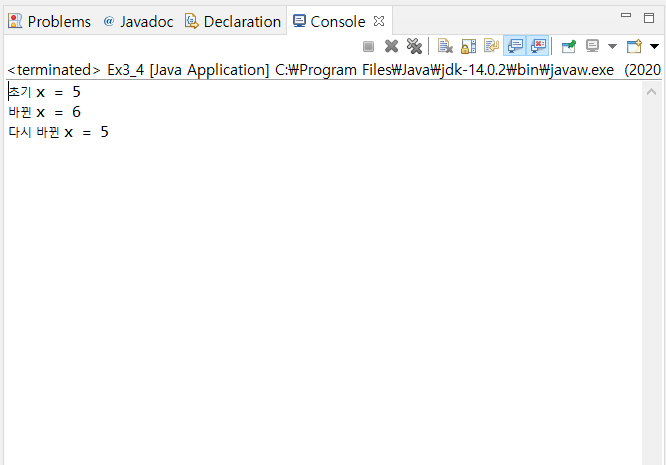 Problems @ Javadoc Declaration Console
<terminated> Ex3_4 [Java Application] C:₩Program Files₩Java₩jdk-14.0.2₩bin₩javaw.exe (2020
초기 x = 5
바뀐 x = 6
다시 바뀐 x = 5